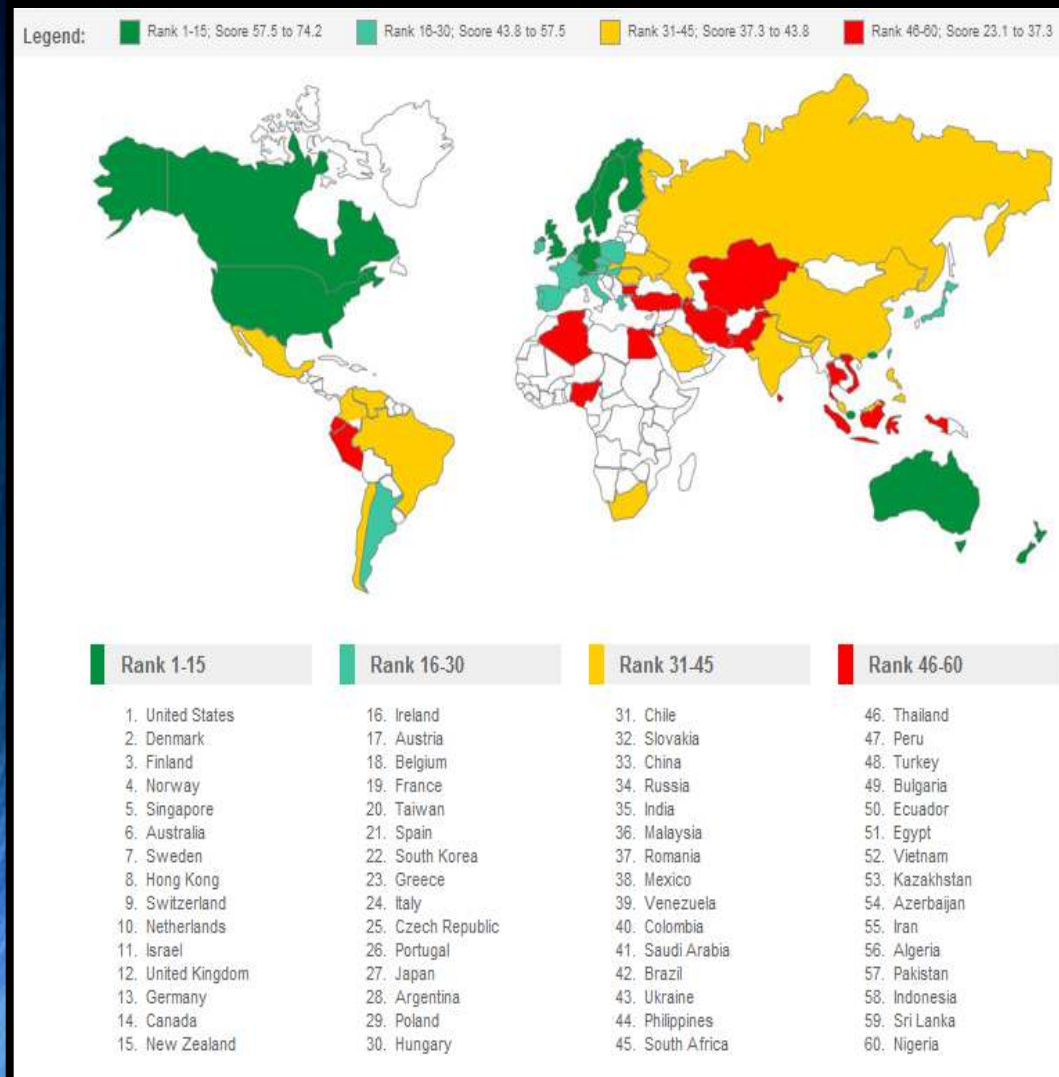 Legend:
Rank 1-15; Score 57.5 to 74.2
Rank 16-30; Score 43.8 to 57.5
Rank 31-45; Score 37.3 to 43.8
Rank 46-60; Score 23.1 to 37.3
Rank 1-15
1. United States
2. Denmark
3. Finland
4. Norway
5. Singapore
6. Australia
7. Sweden
8. Hong Kong
9. Switzerland
10. Netherlands
11. Israel
12. United Kingdom
13. Germany
14. Canada
15. New Zealand
Rank 16-30
16. Ireland
17. Austria
18. Belgium
19. France
20. Taiwan
21. Spain
22. South Korea
23. Greece
24. Italy
25. Czech Republic
26. Portugal
27. Japan
28. Argentina
29. Poland
30. Hungary
Rank 31-45
31. Chile
32. Slovakia
33. China
34. Russia
35. India
36. Malaysia
37. Romania
38. Mexico
39. Venezuela
40. Colombia
41. Saudi Arabia
42. Brazil
43. Ukraine
44. Philippines
45. South Africa
Rank 46-60
46. Thailand
47. Peru
48. Turkey
49. Bulgaria
50. Ecuador
51. Egypt
52. Vietnam
53. Kazakhstan
54. Azerbaijan
55. Iran
56. Algeria
57. Pakistan
58. Indonesia
59. Sri Lanka
60. Nigeria